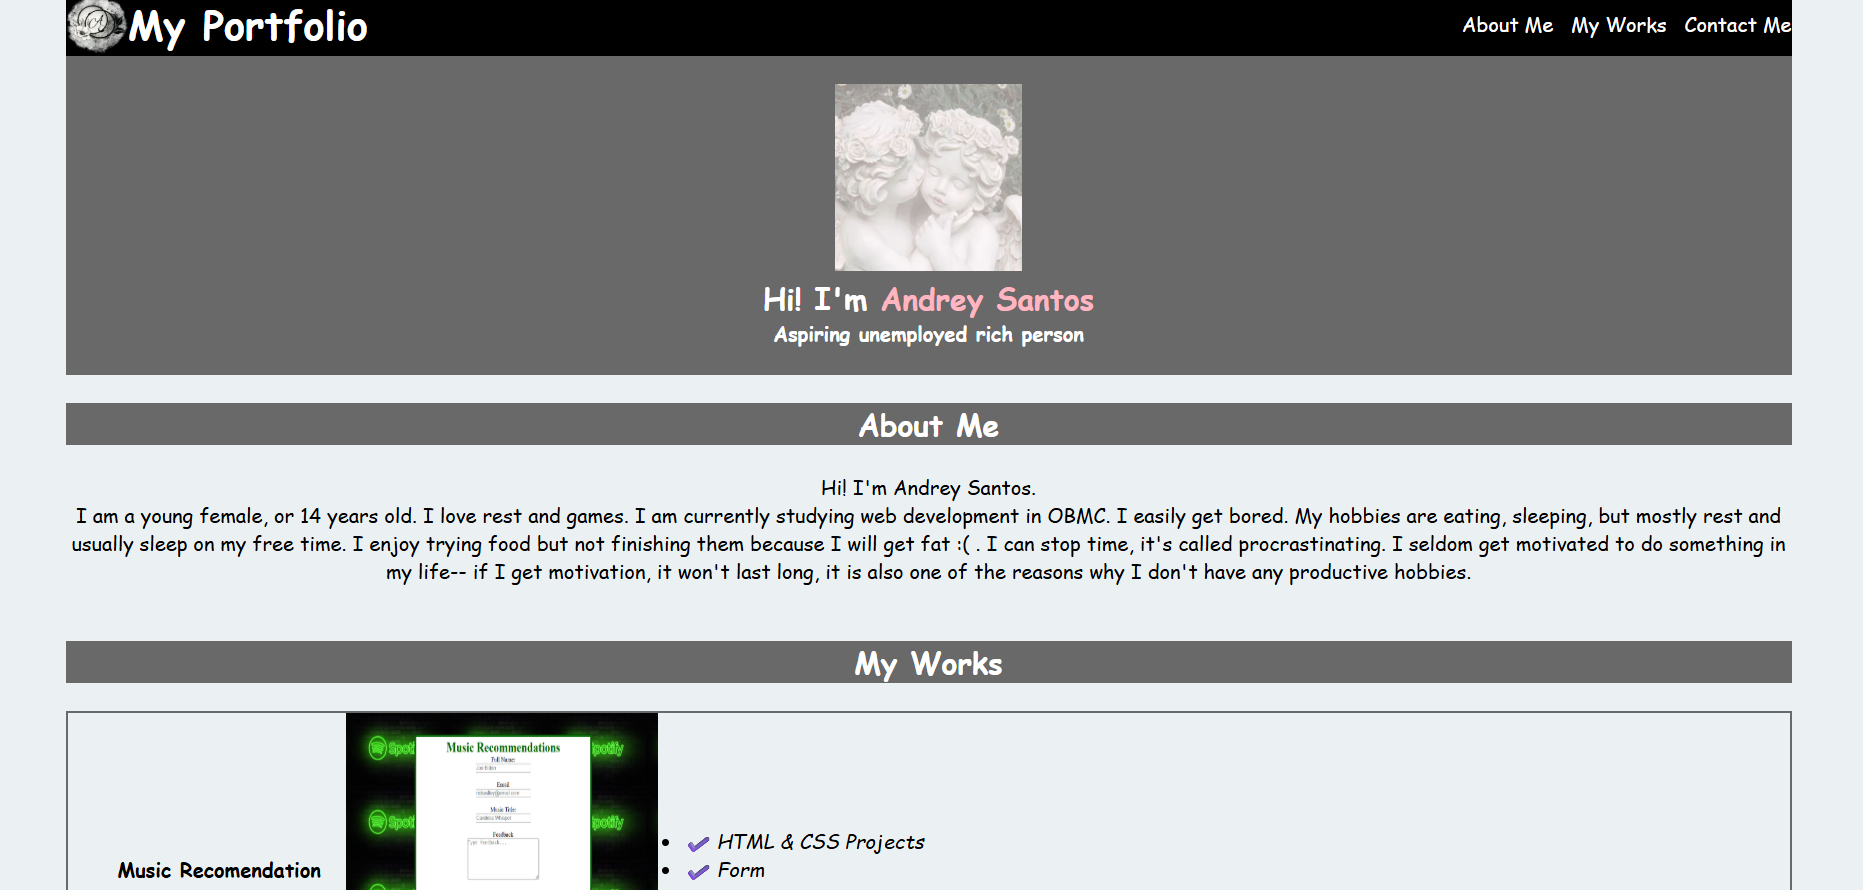 My Portfolio
About Me My Works Contact Me
Hi! I'm Andrey Santos
Aspiring unemployed rich person
About Me
Hi! I'm Andrey Santos.
I am a young female, or 14 years old. I love rest and games. I am currently studying web development in OBMC. I easily get bored. My hobbies are eating, sleeping, but mostly rest and
usually sleep on my free time. I enjoy trying food but not finishing them because I will get fat :( . I can stop time, it's called procrastinating. I seldom get motivated to do something in
my life-- if I get motivation, it won't last long, it is also one of the reasons why I don't have any productive hobbies.
My Works
Music Recommendations
Full Name:
Email
Music Title:
Careless Whisper
Feedback
Type Feedback...
Music Recomendation
HTML & CSS Projects
Form